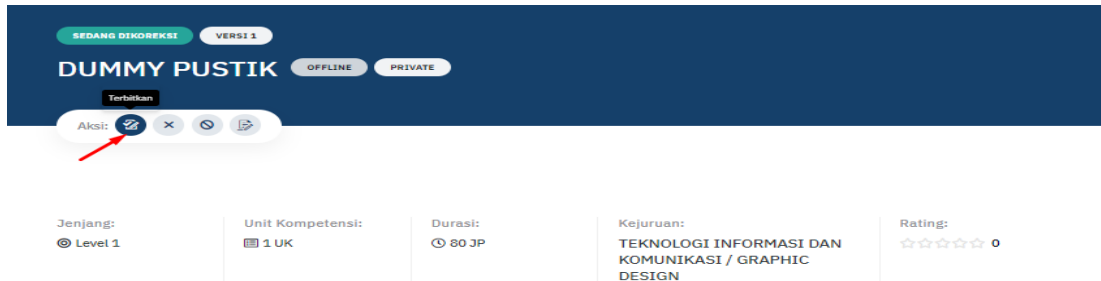 SEDANG DIKOREKSI VERSI 1
DUMMY PUSTIK OFFLINE PRIVATE
Terbitkan
Aksi:
Jenjang: Unit Kompetensi: Durasi: Kejuruan: Rating:
Level 1 1 UK 80 JP TEKNOLOGI INFORMASI DAN 0
KOMUNIKASI / GRAPHIC
DESIGN